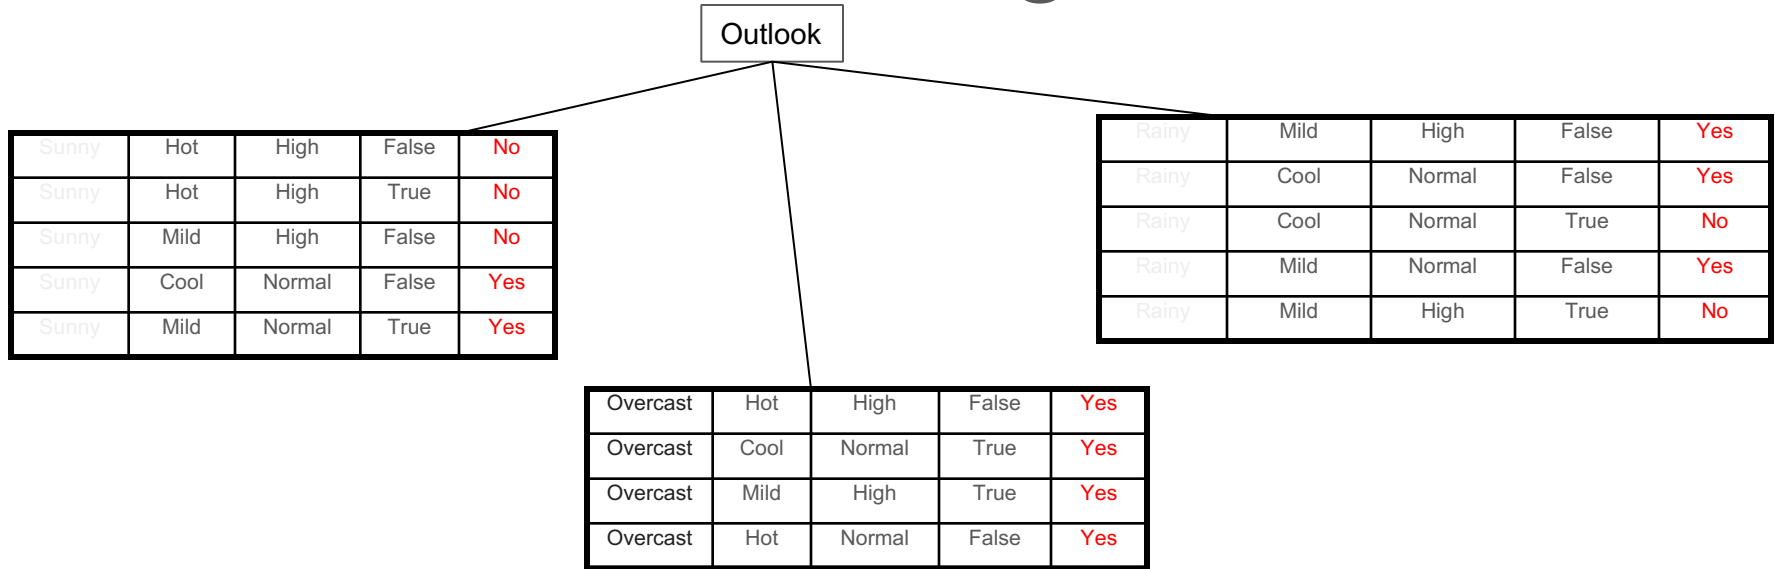 Outlook
Sunny Hot High False No
Sunny Hot High True No
Sunny Mild High False No
Sunny Cool Normal False Yes
Sunny Mild Normal True Yes
Rainy Mild High False Yes
Rainy Cool Normal False Yes
Rainy Cool Normal True No
Rainy Mild Normal False Yes
Rainy Mild High True No
Overcast Hot High False Yes
Overcast Cool Normal True Yes
Overcast Mild High True Yes
Overcast Hot Normal False Yes